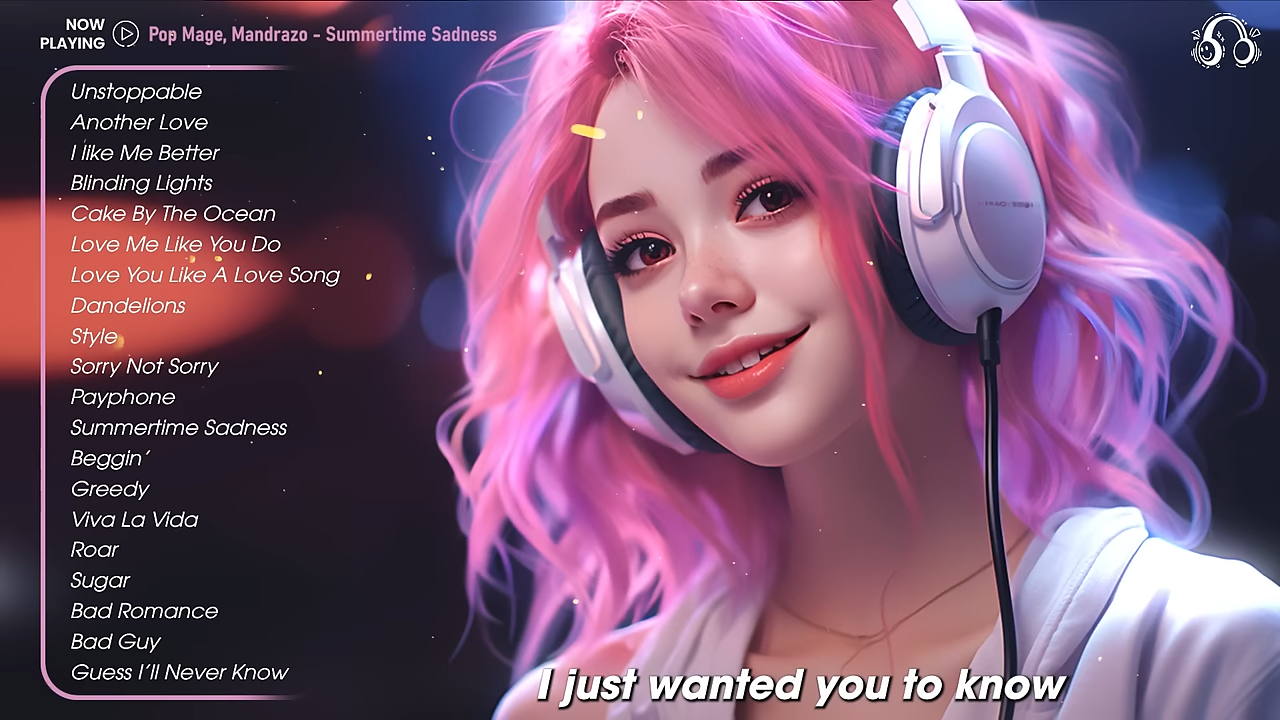 NOW
PLAYING
Pop Mage, Mandrazo - Summertime Sadness
Unstoppable
Another Love
I like Me Better
Blinding Lights
Cake By The Ocean
Love Me Like You Do
Love You Like A Love Song
Dandelions
Style
Sorry Not Sorry
Payphone
Summertime Sadness
Beggin’
Greedy
Viva La Vida
Roar
Sugar
Bad Romance
Bad Guy
Guess I’ll Never Know
I just wanted you to know